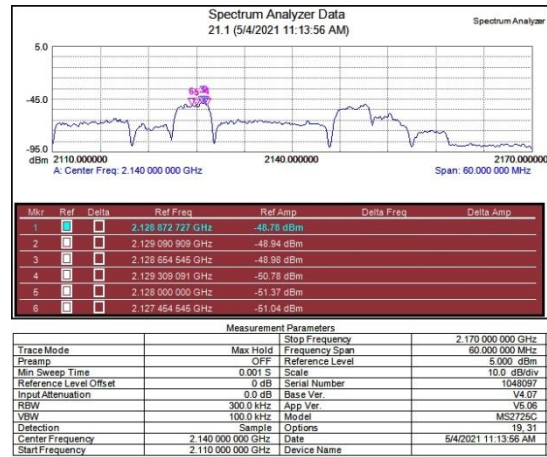 Spectrum Analyzer Data
Spectrum Analyzer
21.1 (5/4/2021 11:13:56 AM)
5.0
-45.0
-95.0
dBm 2110.000000 2140.000000 2170.000000
A: Center Freq: 2.140 000 000 GHz Span: 60.000 000 MHz
Mkr Ref Delta Ref Freq Ref Amp Delta Freq Delta Amp
1 2.128 872 727 GHz -48.78 dBm
2 2.129 090 909 GHz -48.94 dBm
3 2.128 654 545 GHz -48.98 dBm
4 2.129 309 091 GHz -50.78 dBm
5 2.128 000 000 GHz -51.37 dBm
6 2.127 454 545 GHz -51.04 dBm
Measurement Parameters
Stop Frequency 2.170 000 000 GHz
Trace Mode Max Hold Frequency Span 60.000 000 MHz
Preamp OFF Reference Level 5.000 dBm
Min Sweep Time 0.001 S Scale 10.0 dB/div
Reference Level Offset 0 dB Serial Number 1048097
Input Attenuation 0.0 dB Base Ver. V4.07
RBW 300.0 kHz App Ver. V5.06
VBW 100.0 kHz Model MS2725C
Detection Sample Options 19, 31
Center Frequency 2.140 000 000 GHz Date 5/4/2021 11:13:56 AM
Start Frequency 2.110 000 000 GHz Device Name